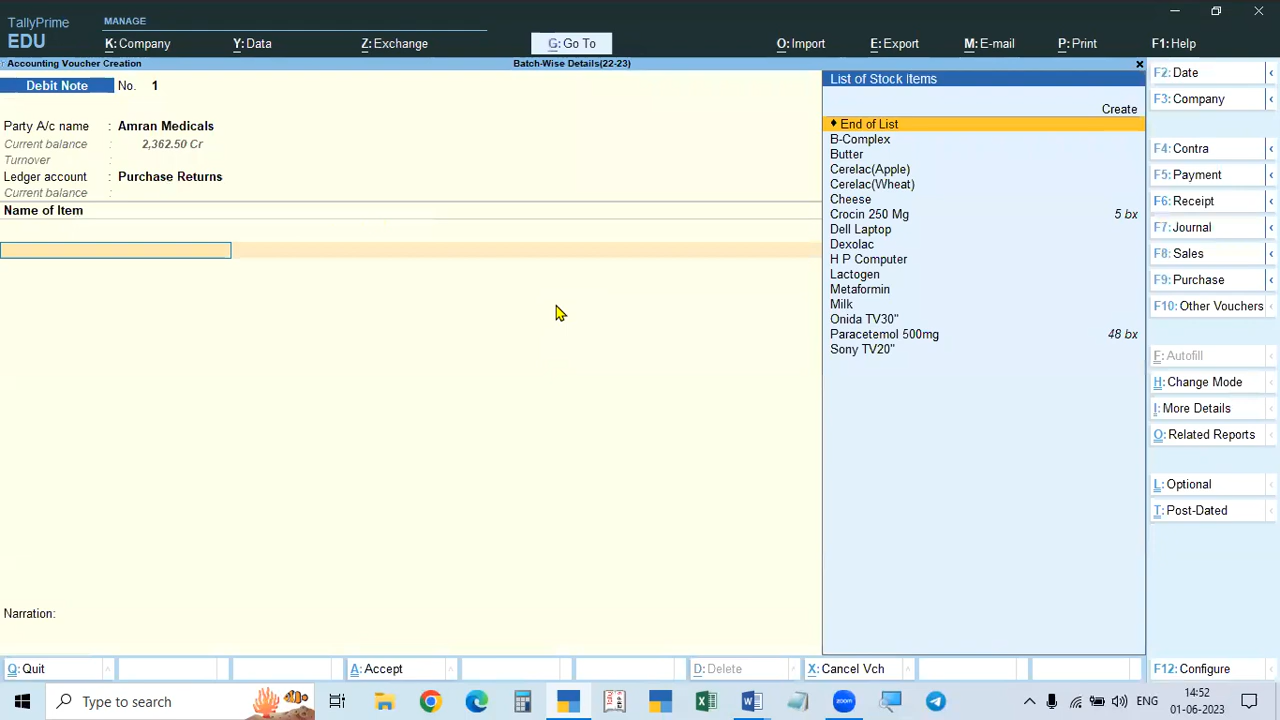 TallyPrime
EDU
MANAGE
K: Company
Y: Data
Z: Exchange
G: Go To
O: Import
E: Export
M: E-mail
P: Print
F1: Help
Accounting Voucher Creation
Batch-Wise Details(22-23)
Debit Note
No. 1
Party A/c name : Amran Medicals
Current balance : 2,362.50 Cr
Turnover :
Ledger account : Purchase Returns
Current balance :
Name of Item
Narration:
List of Stock Items
Create
♦ End of List
B-Complex
Butter
Cerelac(Apple)
Cerelac(Wheat)
Cheese
Crocin 250 Mg 5 bx
Dell Laptop
Dexolac
H P Computer
Lactogen
Metaformin
Milk
Onida TV30"
Paracetemol 500mg 48 bx
Sony TV20"
F2: Date
F3: Company
F4: Contra
F5: Payment
F6: Receipt
F7: Journal
F8: Sales
F9: Purchase
F10: Other Vouchers
F: Autofill
H: Change Mode
I: More Details
O: Related Reports
L: Optional
T: Post-Dated
Q: Quit
A: Accept
D: Delete
X: Cancel Vch
F12: Configure
Type to search
zoom
ENG
14:52
01-06-2023